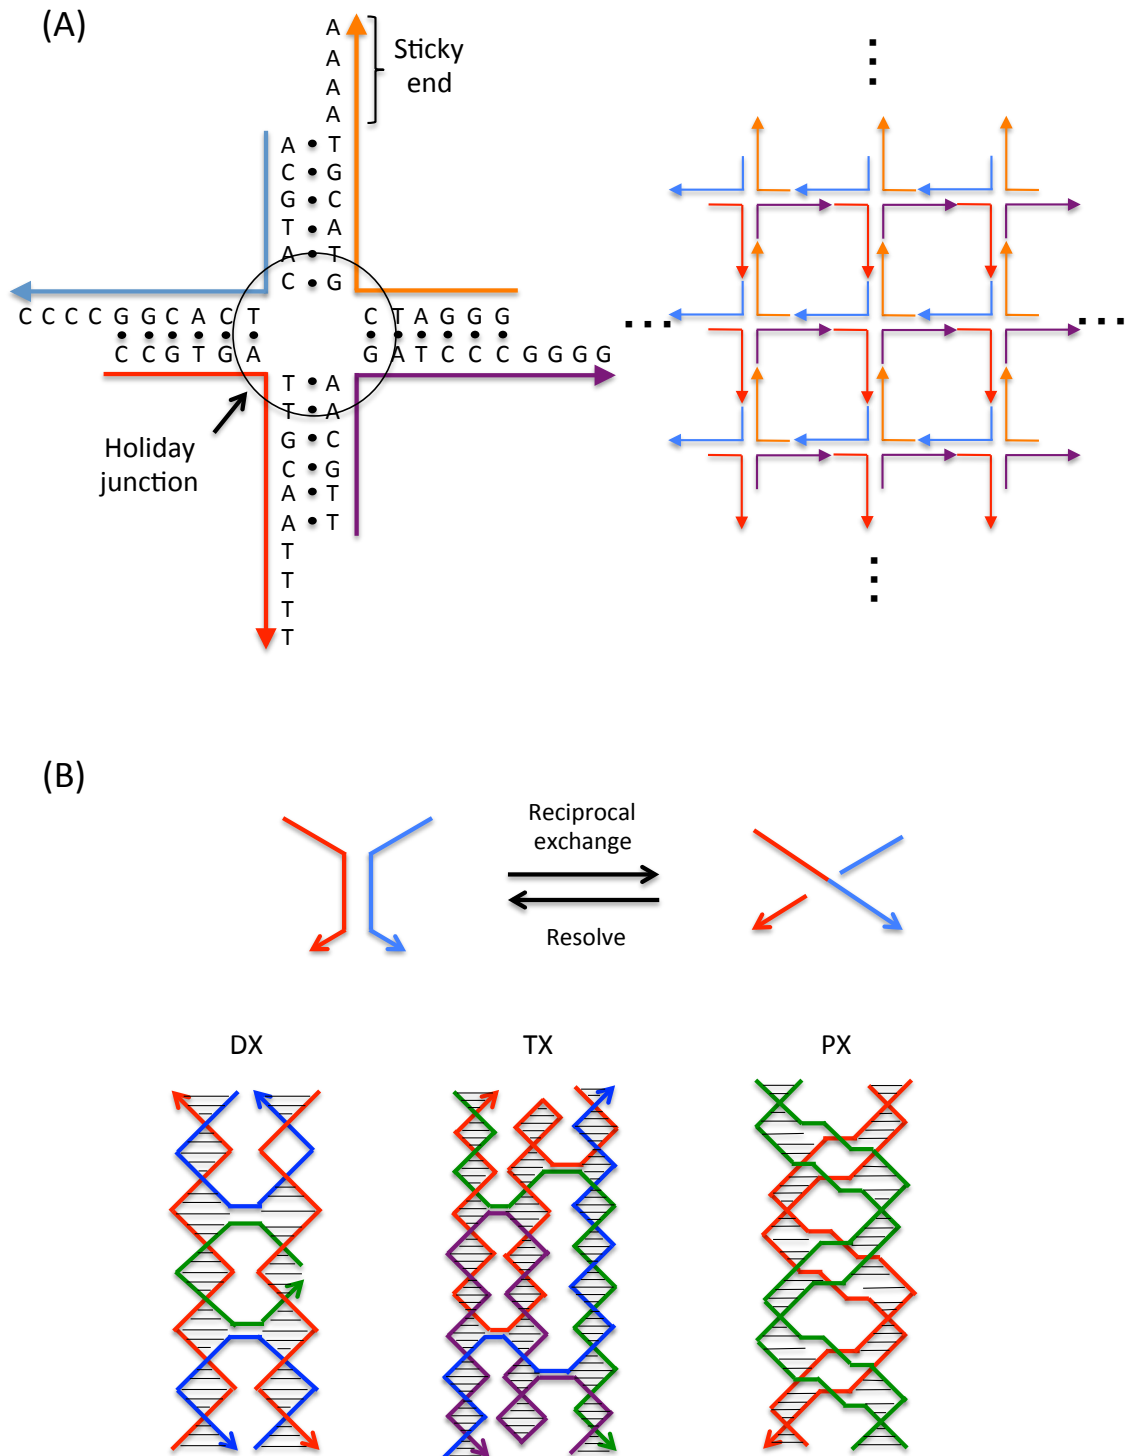 (A)
A
A
A
A
Sticky
end
A T
C G
G C
T A
A T
C G
C C C C G G C A C T
C T A G G G
C C G T G A
G A T C C C G G G G
T A
T A
G C
C G
A T
A T
T
T
T
T
Holiday
junction
(B)
Reciprocal
exchange
Resolve
DX
TX
PX